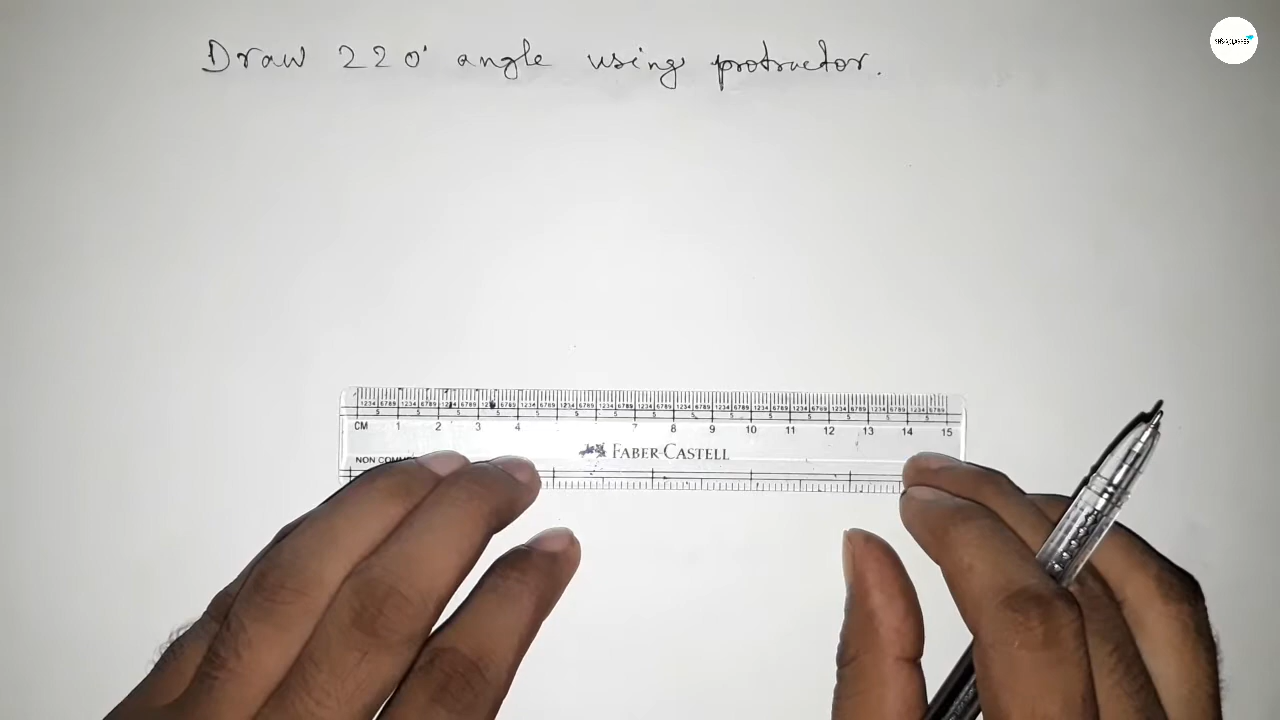 Draw 220° angle using protractor.
CM 1 2 3 4 7 8 9 10 11 12 13 14 15
FABER-CASTELL